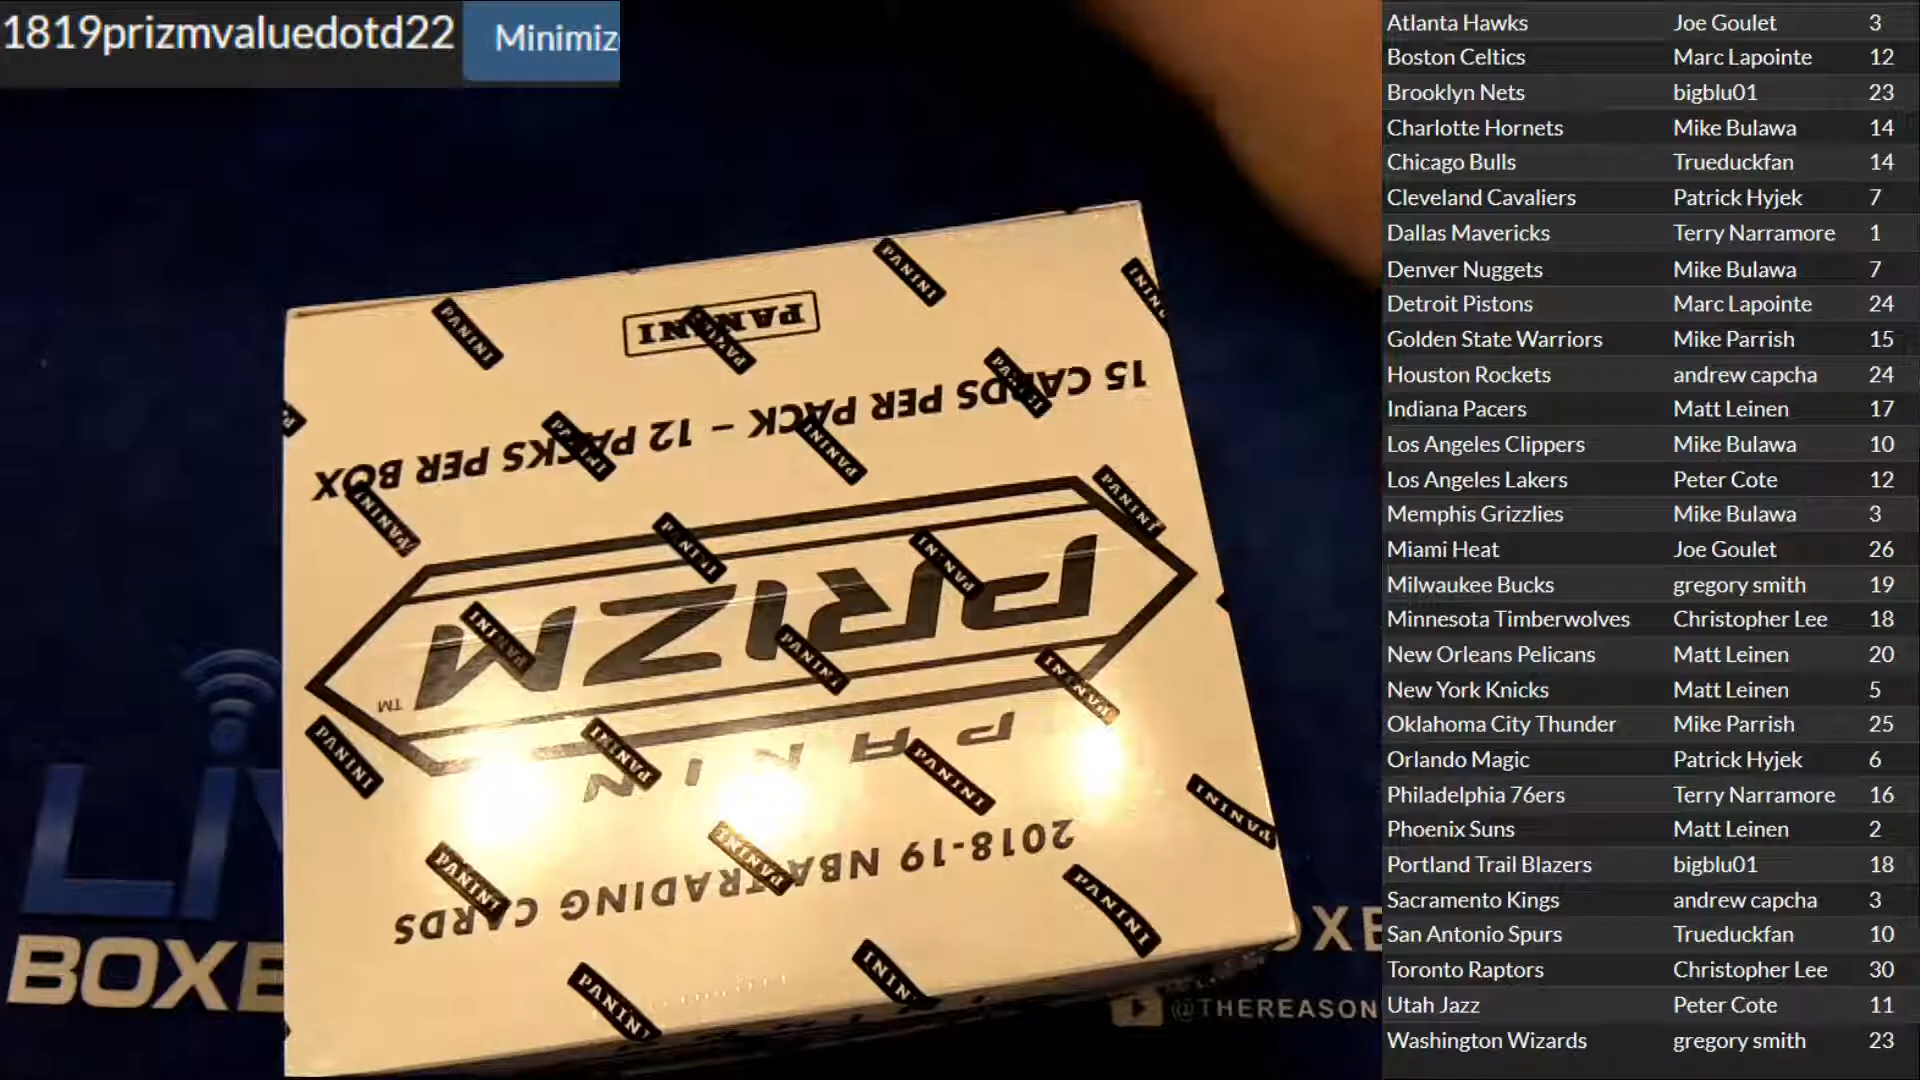 1819prizmvaluedotd22 Minimiz
PANINI
15 CARDS PER PACK – 12 PACKS PER BOX
PRIZM™
PANINI
2018-19 NBA TRADING CARDS
LIV
BOXE
OXE
@THEREASON
Atlanta Hawks Joe Goulet 3
Boston Celtics Marc Lapointe 12
Brooklyn Nets bigblu01 23
Charlotte Hornets Mike Bulawa 14
Chicago Bulls Trueduckfan 14
Cleveland Cavaliers Patrick Hyjek 7
Dallas Mavericks Terry Narramore 1
Denver Nuggets Mike Bulawa 7
Detroit Pistons Marc Lapointe 24
Golden State Warriors Mike Parrish 15
Houston Rockets andrew capcha 24
Indiana Pacers Matt Leinen 17
Los Angeles Clippers Mike Bulawa 10
Los Angeles Lakers Peter Cote 12
Memphis Grizzlies Mike Bulawa 3
Miami Heat Joe Goulet 26
Milwaukee Bucks gregory smith 19
Minnesota Timberwolves Christopher Lee 18
New Orleans Pelicans Matt Leinen 20
New York Knicks Matt Leinen 5
Oklahoma City Thunder Mike Parrish 25
Orlando Magic Patrick Hyjek 6
Philadelphia 76ers Terry Narramore 16
Phoenix Suns Matt Leinen 2
Portland Trail Blazers bigblu01 18
Sacramento Kings andrew capcha 3
San Antonio Spurs Trueduckfan 10
Toronto Raptors Christopher Lee 30
Utah Jazz Peter Cote 11
Washington Wizards gregory smith 23